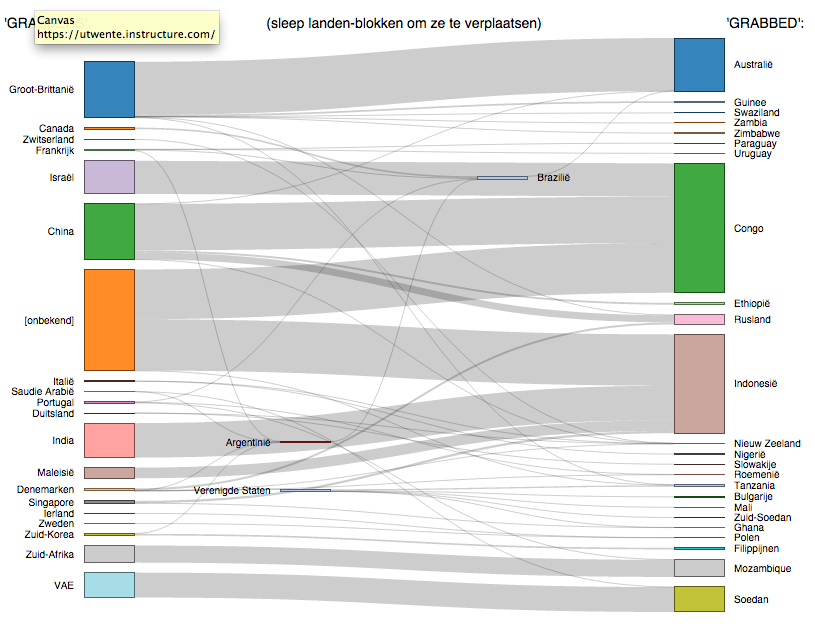 'GRA
Canvas
https://utwente.instructure.com/
(sleep landen-blokken om ze te verplaatsen)
'GRABBED':
Groot-Brittanië
Canada
Zwitserland
Frankrijk
Israël
China
[onbekend]
Italië
Saudie Arabië
Portugal
Duitsland
India
Maleisië
Denemarken
Singapore
Ierland
Zweden
Zuid-Korea
Zuid-Afrika
VAE
Argentinië
Verenigde Staten
Brazilië
Australië
Guinee
Swaziland
Zambia
Zimbabwe
Paraguay
Uruguay
Congo
Ethiopië
Rusland
Indonesië
Nieuw Zeeland
Nigerië
Slowakije
Roemenië
Tanzania
Bulgarije
Mali
Zuid-Soedan
Ghana
Polen
Filippijnen
Mozambique
Soedan